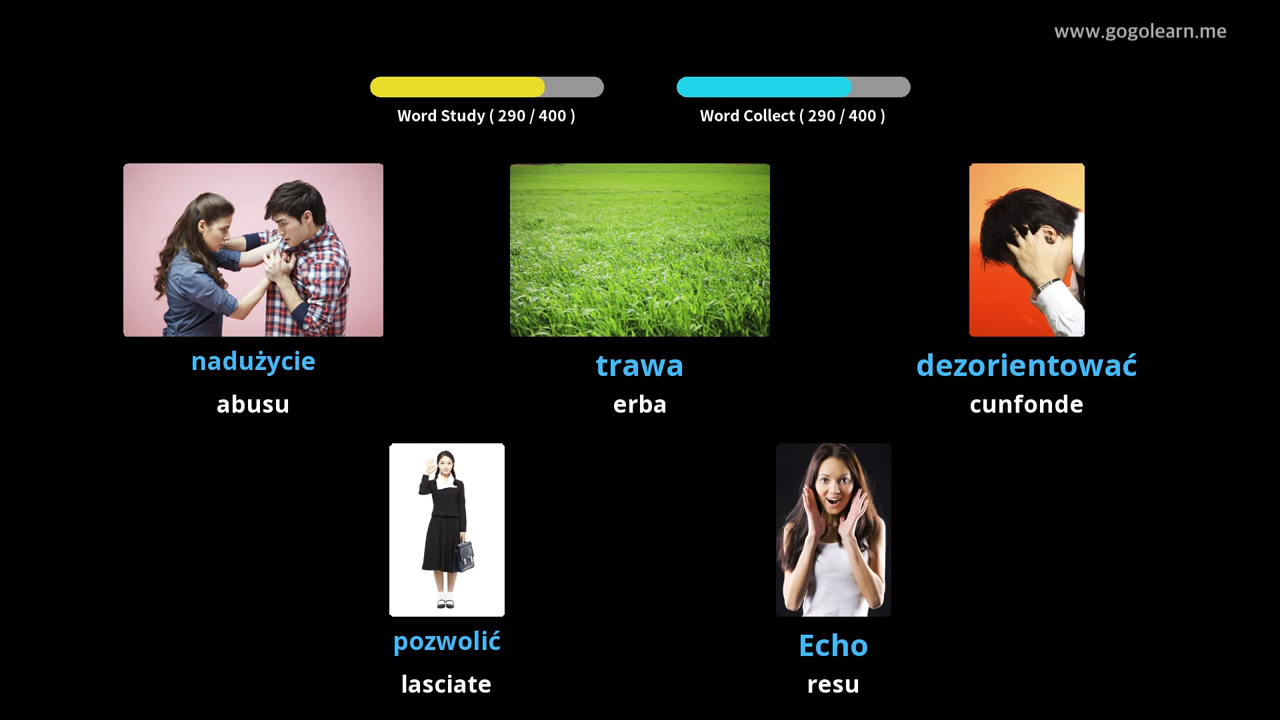 www.gogolearn.me
Word Study ( 290 / 400 )
Word Collect ( 290 / 400 )
nadużycie
abusu
trawa
erba
dezorientować
cunfonde
pozwolić
lasciate
Echo
resu